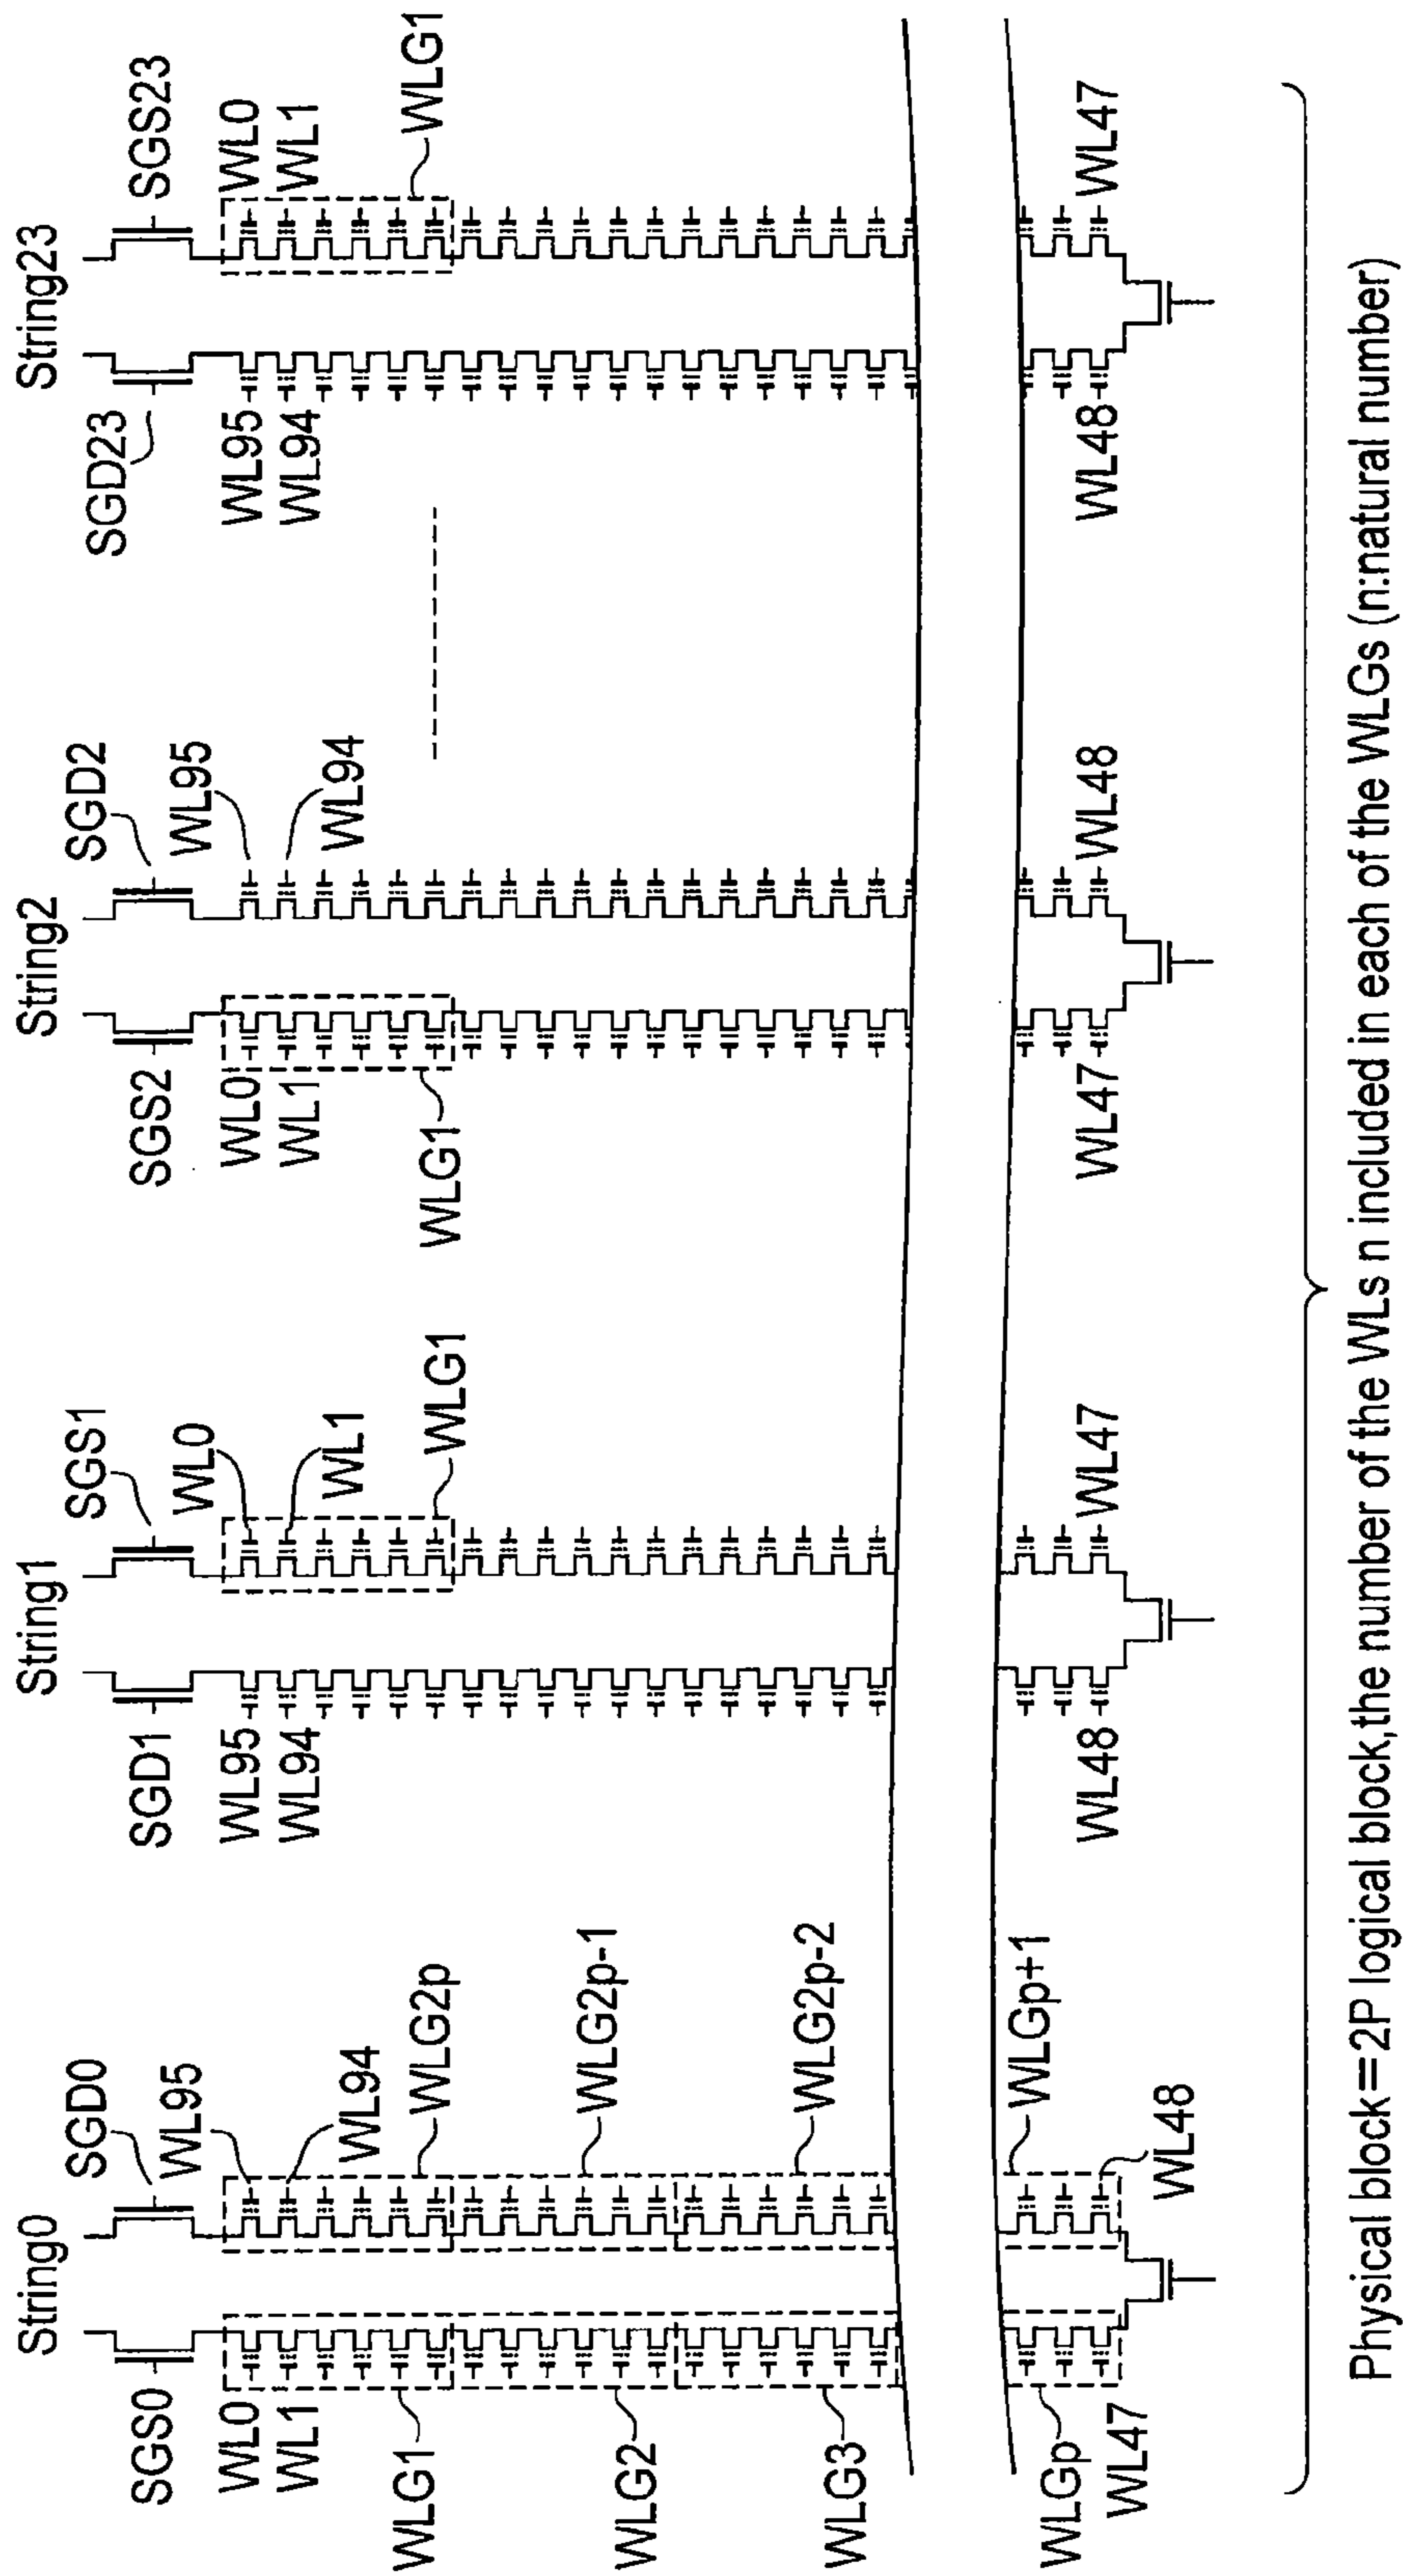 String0
SGS0
SGD0
WL0
WL1
WLG1
WLG2
WLG3
WLGp
WL47
WL95
WL94
WLG2p
WLG2p-1
WLG2p-2
WLGp+1
WL48
String1
SGD1
SGS1
WL95
WL94
WL48
WL0
WL1
WLG1
WL47
String2
SGS2
SGD2
WL0
WL1
WLG1
WL47
WL95
WL94
WL48
String23
SGD23
SGS23
WL95
WL94
WL48
WL0
WL1
WLG1
WL47
Physical block=2P logical block,the number of the WLs n included in each of the WLGs (n:natural number)